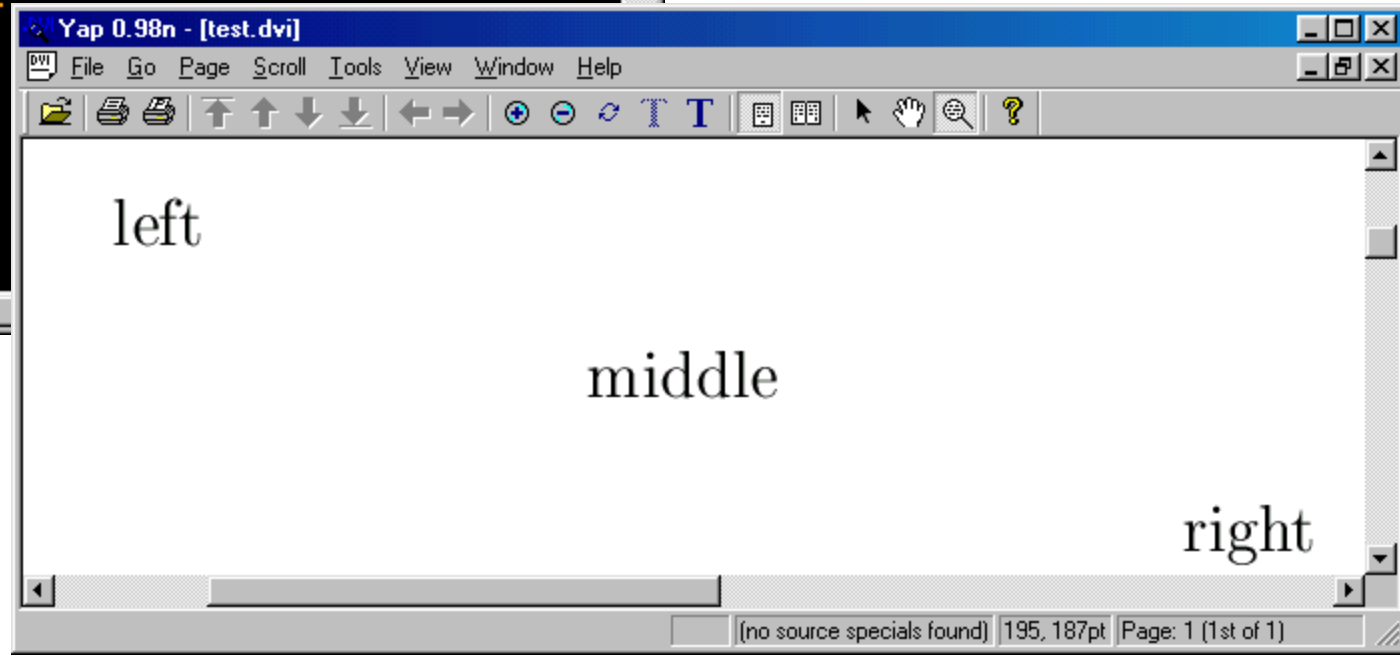 Yap 0.98n - [test.dvi]
DVI File Go Page Scroll Tools View Window Help
T T
left
middle
right
(no source specials found) 195, 187pt Page: 1 (1st of 1)